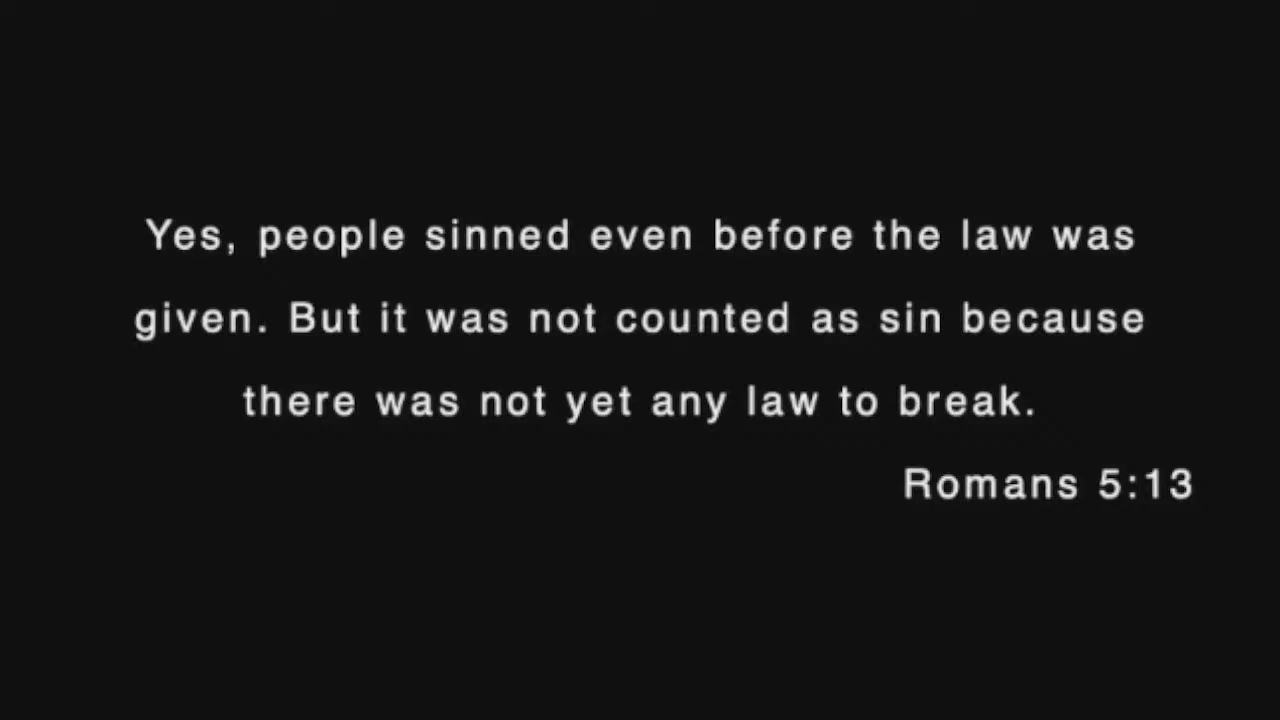 Yes, people sinned even before the law was
given. But it was not counted as sin because
there was not yet any law to break.
Romans 5:13